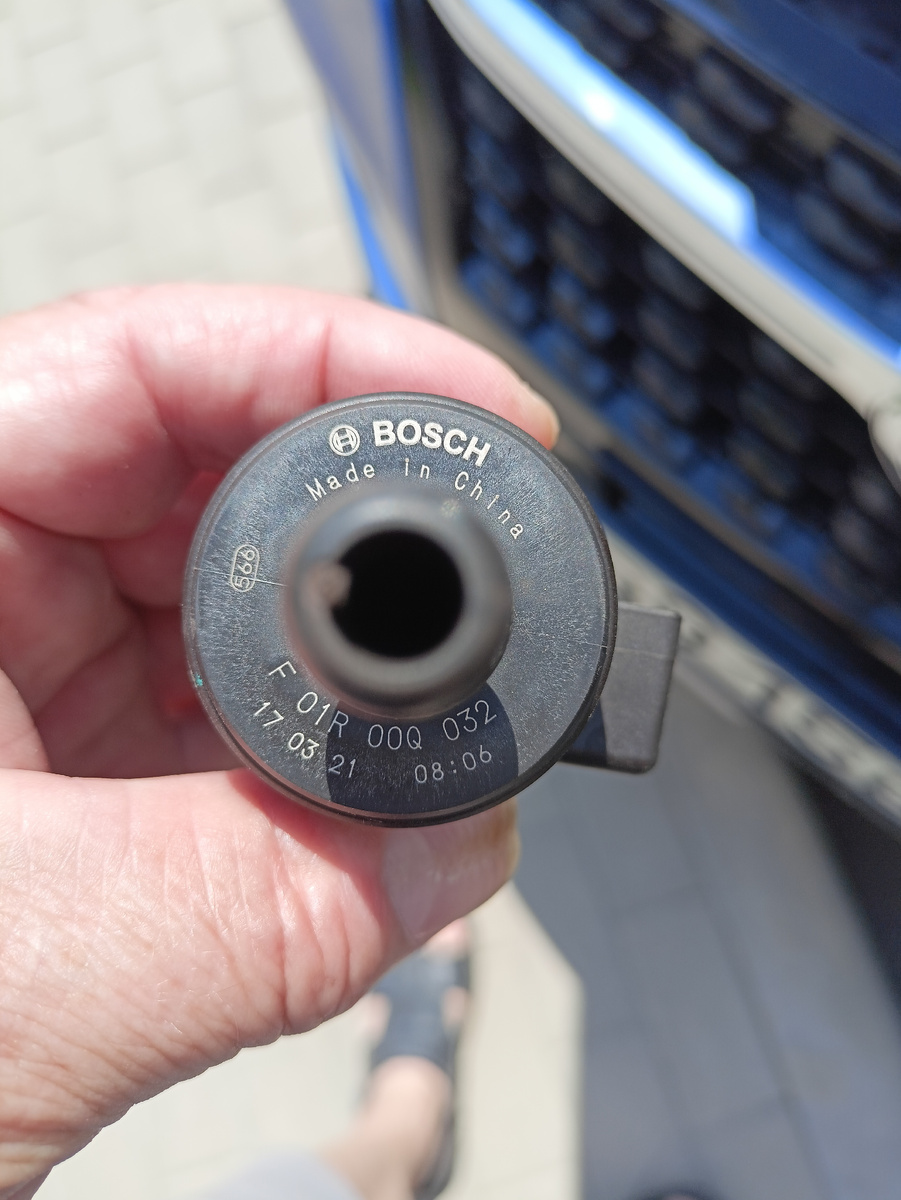 BOSCH
Made in China
566
F 01R 00Q 032
17 03 21 08:06